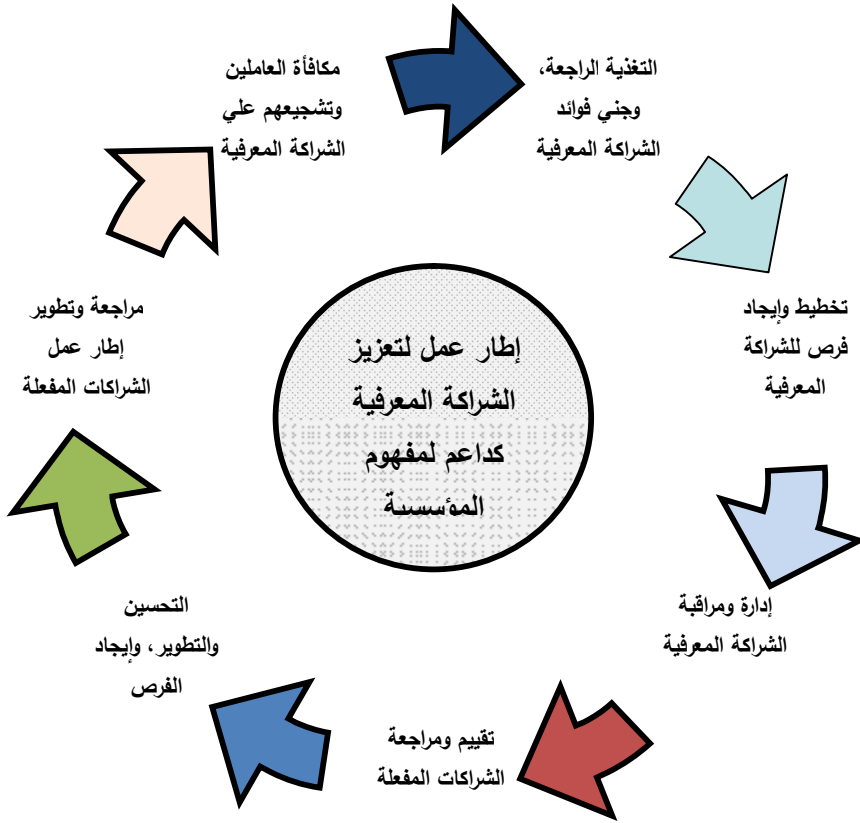 مكافأة العاملين
وتشجيعهم علي
الشراكة المعرفية
التغذية الراجعة،
وجني فوائد
الشراكة المعرفية
تخطيط وإيجاد
فرص للشراكة
المعرفية
إدارة ومراقبة
الشراكة المعرفية
تقييم ومراجعة
الشراكات المفعلة
التحسين
والتطوير، وإيجاد
الفرص
مراجعة وتطوير
إطار عمل
الشراكات المفعلة
إطار عمل لتعزيز
الشراكة المعرفية
كداعم لمفهوم
المؤسسية